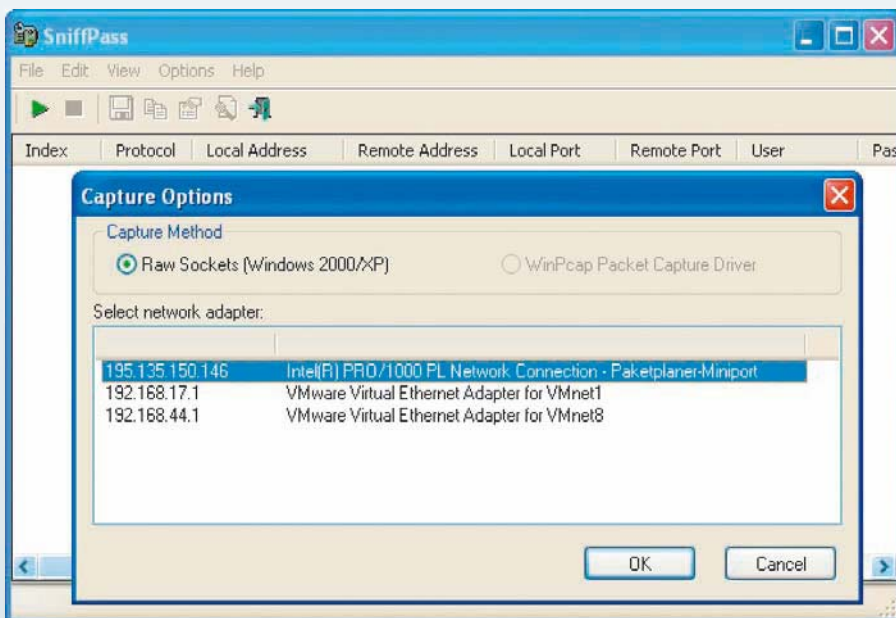 SniffPass
File Edit View Options Help
Index Protocol Local Address Remote Address Local Port Remote Port User Pas
Capture Options
Capture Method
Raw Sockets (Windows 2000/XP) WinPcap Packet Capture Driver
Select network adapter:
195.135.150.146 Intel(R) PRO/1000 PL Network Connection - Paketplaner-Miniport
192.168.17.1 VMware Virtual Ethernet Adapter for VMnet1
192.168.44.1 VMware Virtual Ethernet Adapter for VMnet8
OK Cancel